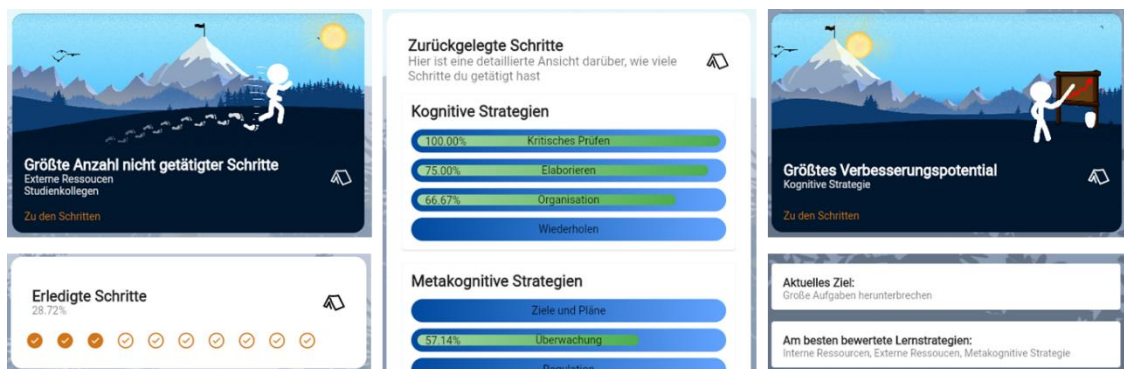 Größte Anzahl nicht getätigter Schritte
Externe Ressoucen
Studienkollegen
Zu den Schritten
Erledigte Schritte
28.72%
Zurückgelegte Schritte
Hier ist eine detaillierte Ansicht darüber, wie viele
Schritte du getätigt hast
Kognitive Strategien
100.00% Kritisches Prüfen
75.00% Elaborieren
66.67% Organisation
Wiederholen
Metakognitive Strategien
Ziele und Pläne
57.14% Überwachung
Regulation
Größtes Verbesserungspotential
Kognitive Strategie
Zu den Schritten
Aktuelles Ziel:
Große Aufgaben herunterbrechen
Am besten bewertete Lernstrategien:
Interne Ressourcen, Externe Ressoucen, Metakognitive Strategie